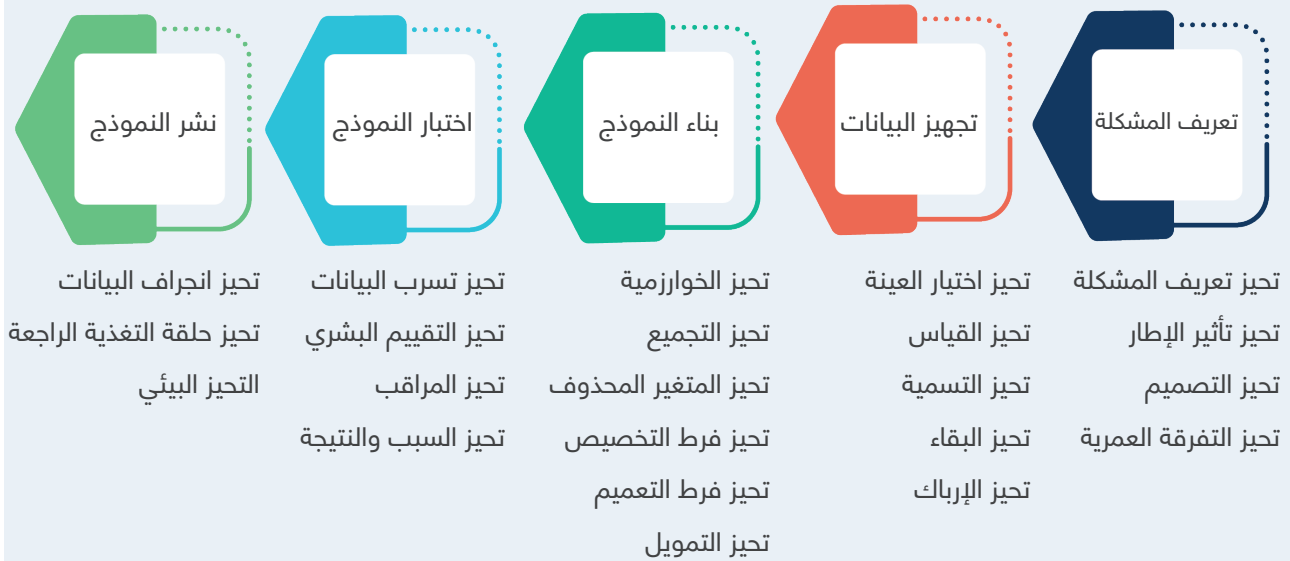 تعريف المشكلة
تحيز تعريف المشكلة
تحيز تأثير الإطار
تحيز التصميم
تحيز التفرقة العمرية
تجهيز البيانات
تحيز اختيار العينة
تحيز القياس
تحيز التسمية
تحيز البقاء
تحيز الإرباك
بناء النموذج
تحيز الخوارزمية
تحيز التجميع
تحيز المتغير المحذوف
تحيز فرط التخصيص
تحيز فرط التعميم
تحيز التمويل
اختبار النموذج
تحيز تسرب البيانات
تحيز التقييم البشري
تحيز المراقب
تحيز السبب والنتيجة
نشر النموذج
تحيز انجراف البيانات
تحيز حلقة التغذية الراجعة
التحيز البيئي